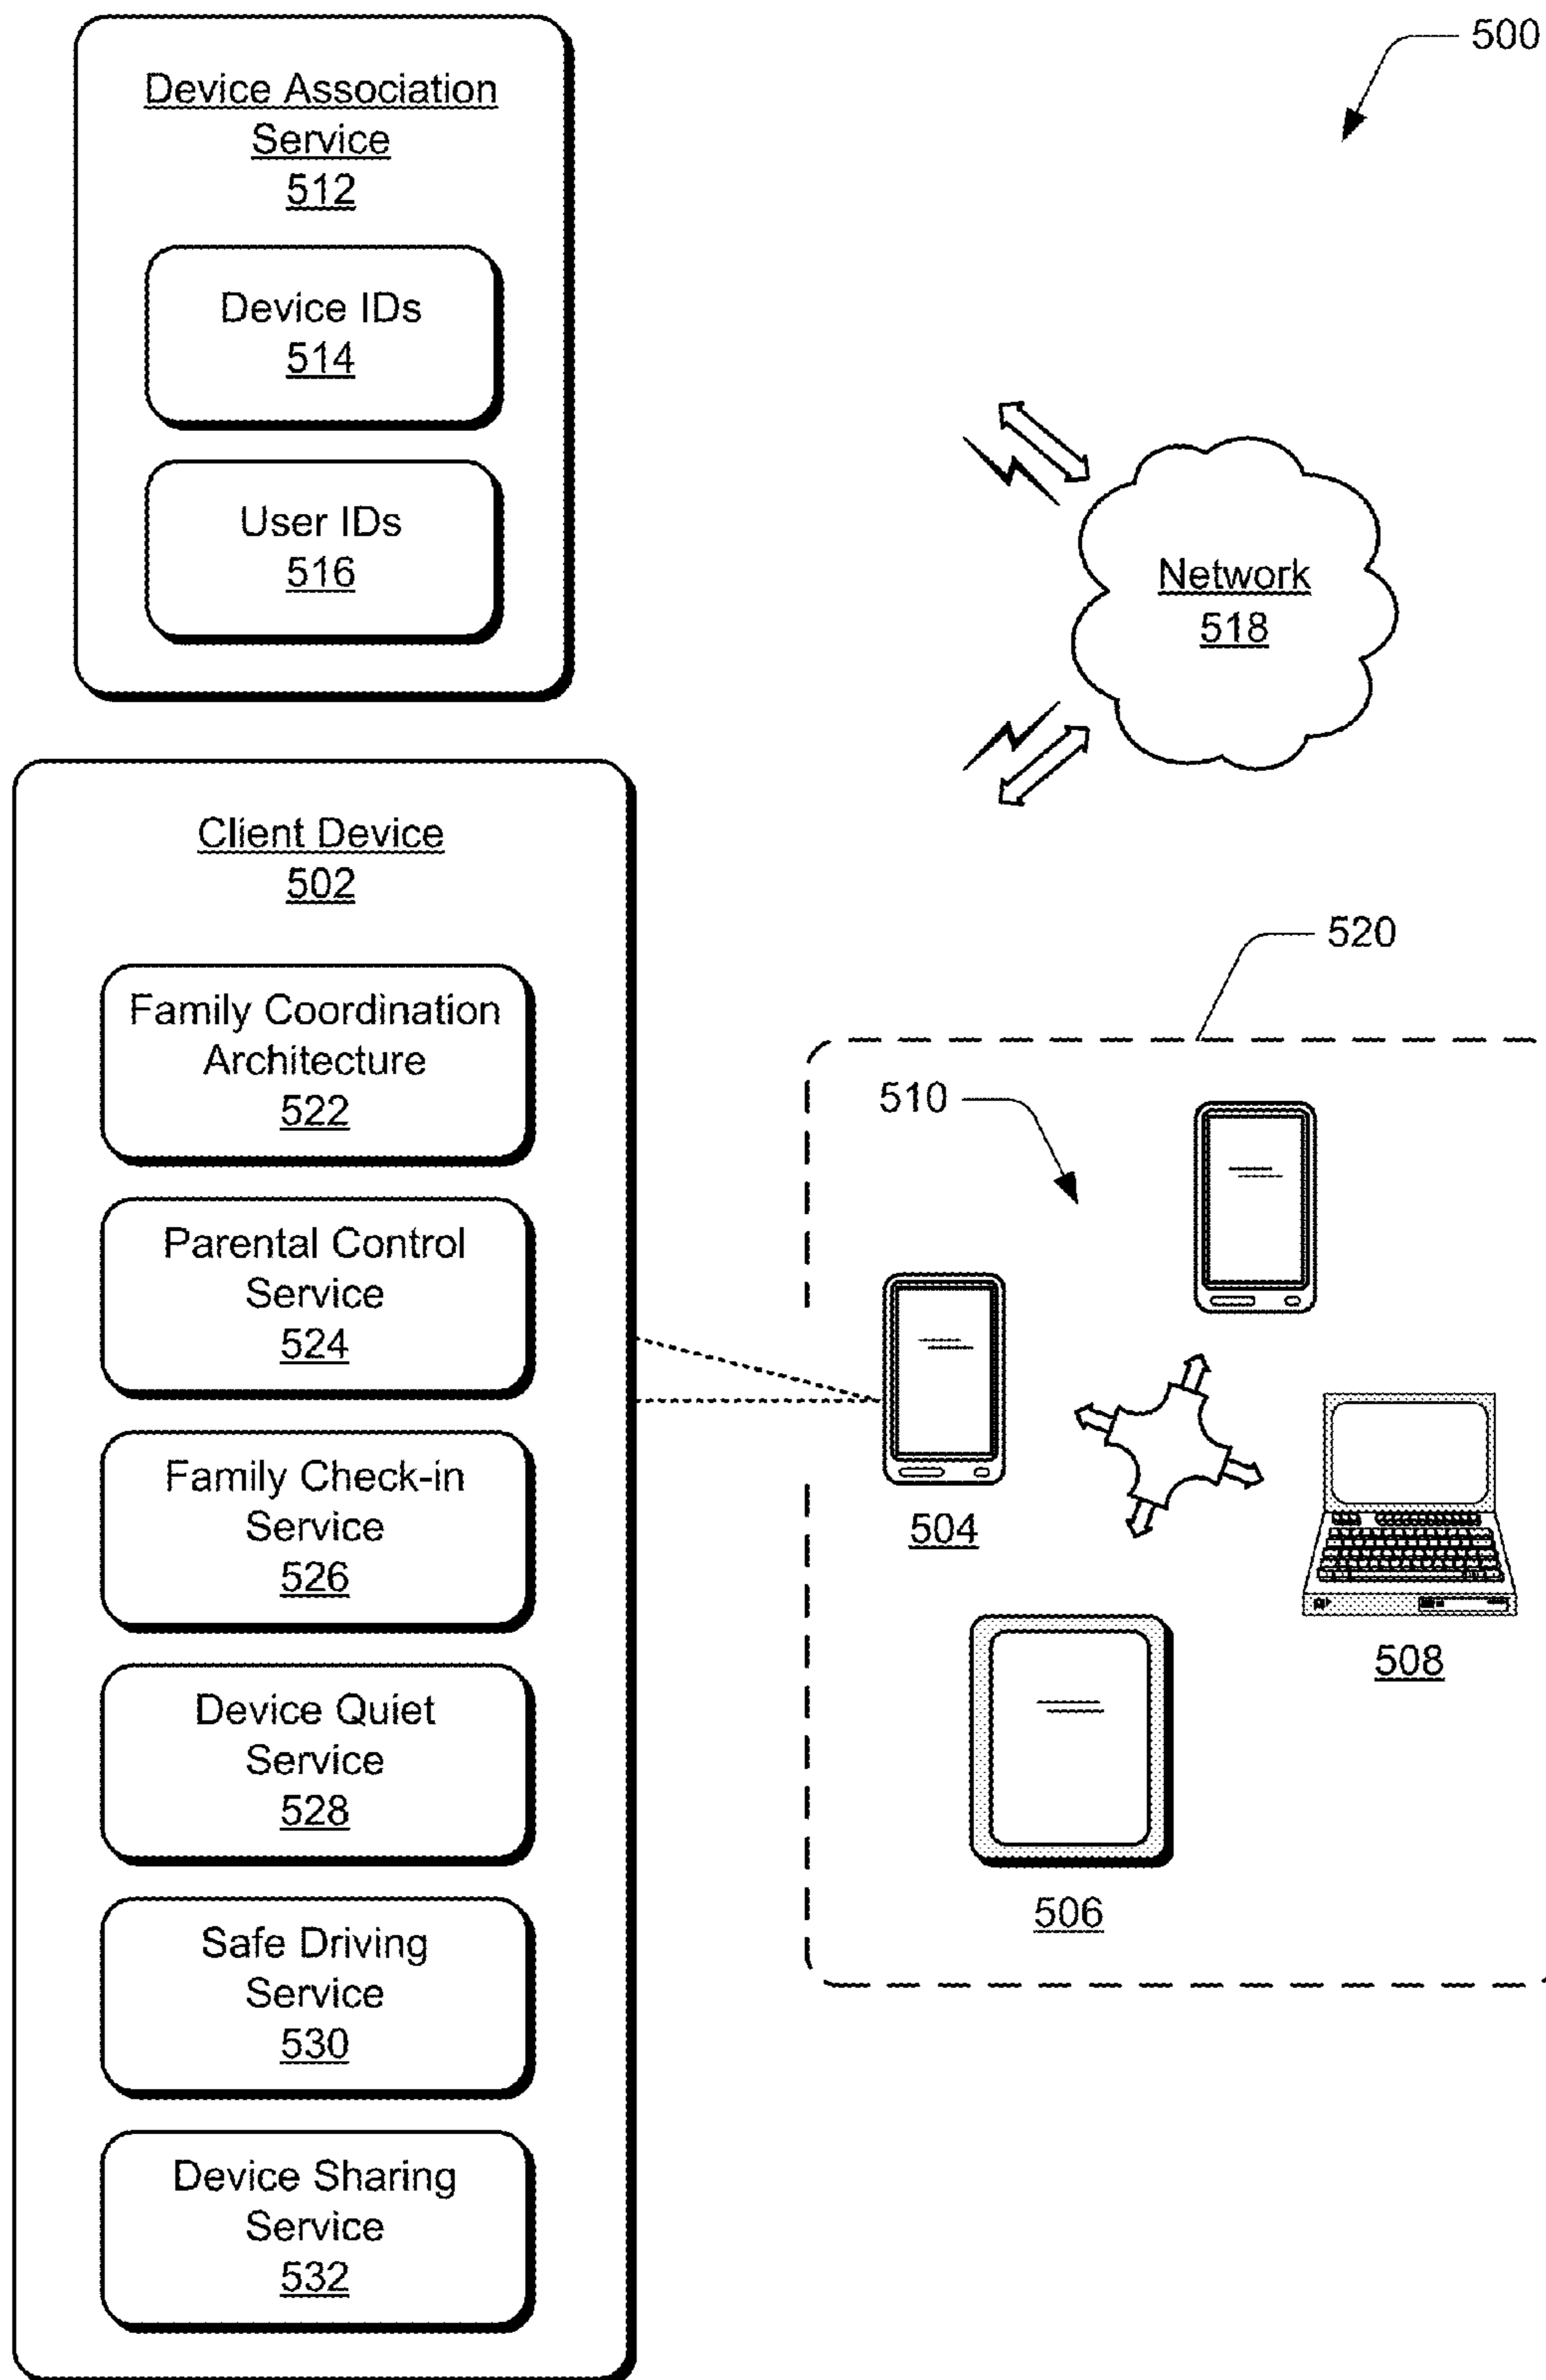 500
Device Association
Service
512
Device IDs
514
User IDs
516
Network
518
Client Device
502
Family Coordination
Architecture
522
Parental Control
Service
524
Family Check-in
Service
526
Device Quiet
Service
528
Safe Driving
Service
530
Device Sharing
Service
532
520
510
504
508
506